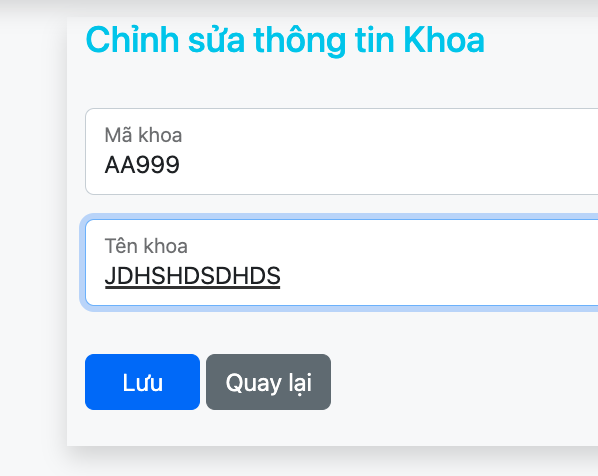 Chỉnh sửa thông tin Khoa
Mã khoa
AA999
Tên khoa
JDHSHDSDHDS
Lưu
Quay lại